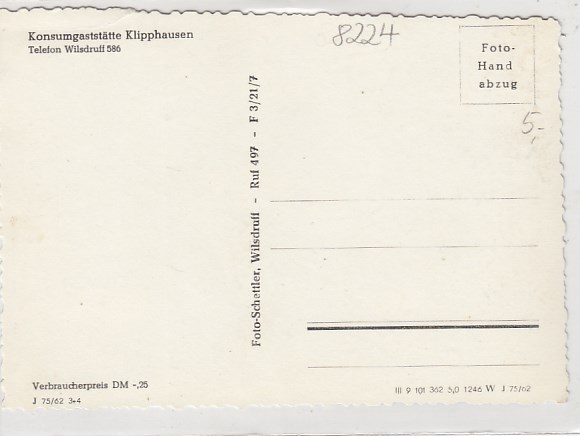 Konsumgaststätte Klipphausen
Telefon Wilsdruff 586
8224
Foto-
Hand
abzug
5,-
Foto-Schettler, Wilsdruff - Ruf 497 - F 3/21/7
Verbraucherpreis DM -,25
J 75/62 3+4
III 9 101 362 5,0 1246 W J 75/62